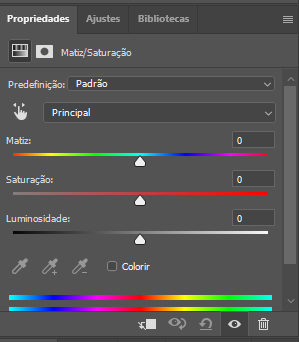 Propriedades Ajustes Bibliotecas
Matiz/Saturação
Predefinição: Padrão
Principal
Matiz: 0
Saturação: 0
Luminosidade: 0
Colorir